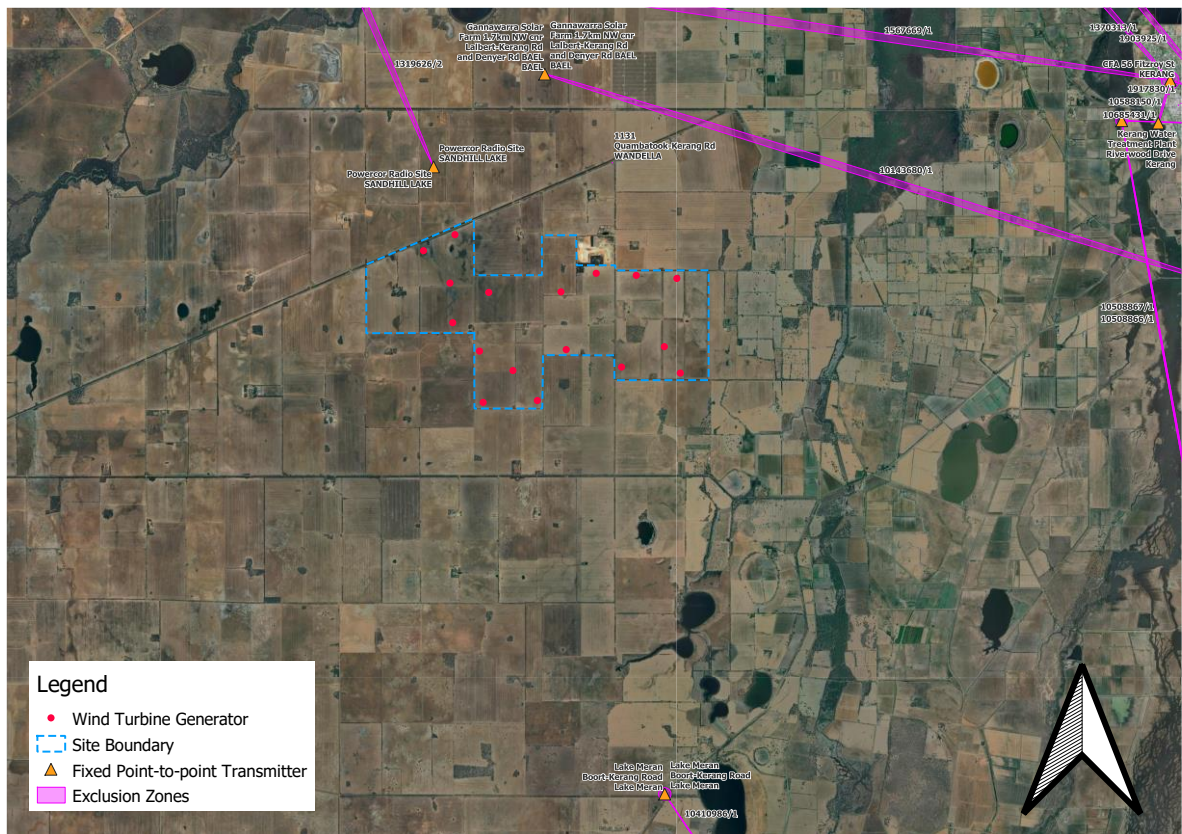 Gannawarra Solar
Farm 1.7km NW cnr
Lalbert-Kerang Rd
and Denyer Rd BAEL
BAEL
Gannawarra Solar
Farm 1.7km NW cnr
Lalbert-Kerang Rd
and Denyer Rd BAEL
BAEL
1319626/2
1567669/1
1370313/1
1903925/1
CFA 56 Fitzroy St
KERANG
1917830/1
10588150/1
10685431/1
Kerang Water
Treatment Plant
Riverwood Drive
Kerang
1131
Quambatook Kerang Rd
WANDELLA
Powercor Radio Site
SANDHILL LAKE
Powercor Radio Site
SANDHILL LAKE
10143680/1
10508867/1
10508866/1
Legend
Wind Turbine Generator
Site Boundary
Fixed Point-to-point Transmitter
Exclusion Zones
Lake Meran
Boort-Kerang Road
Lake Meran
Lake Meran
Boort-Kerang Road
Lake Meran
10410986/1